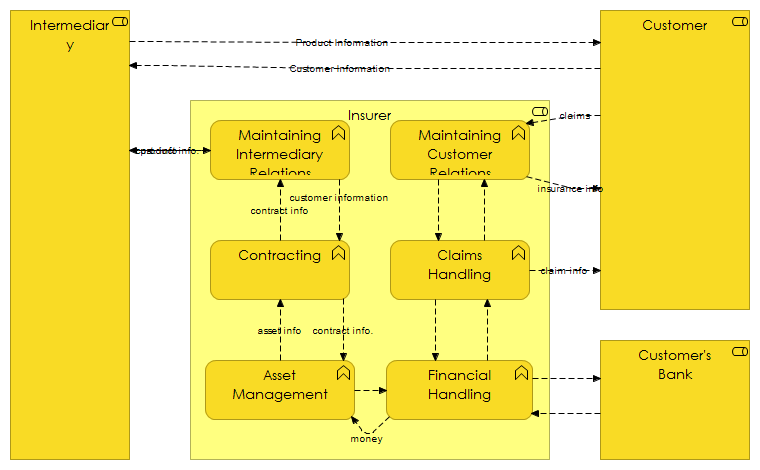 Intermediar
y
Customer
Product Information
Customer Information
Insurer
claims
Maintaining
Intermediary
Relations
Maintaining
Customer
Relations
product info.
insurance info
customer information
contract info
Contracting
Claims
Handling
claim info
asset info
contract info.
Customer's
Bank
Asset
Management
Financial
Handling
money